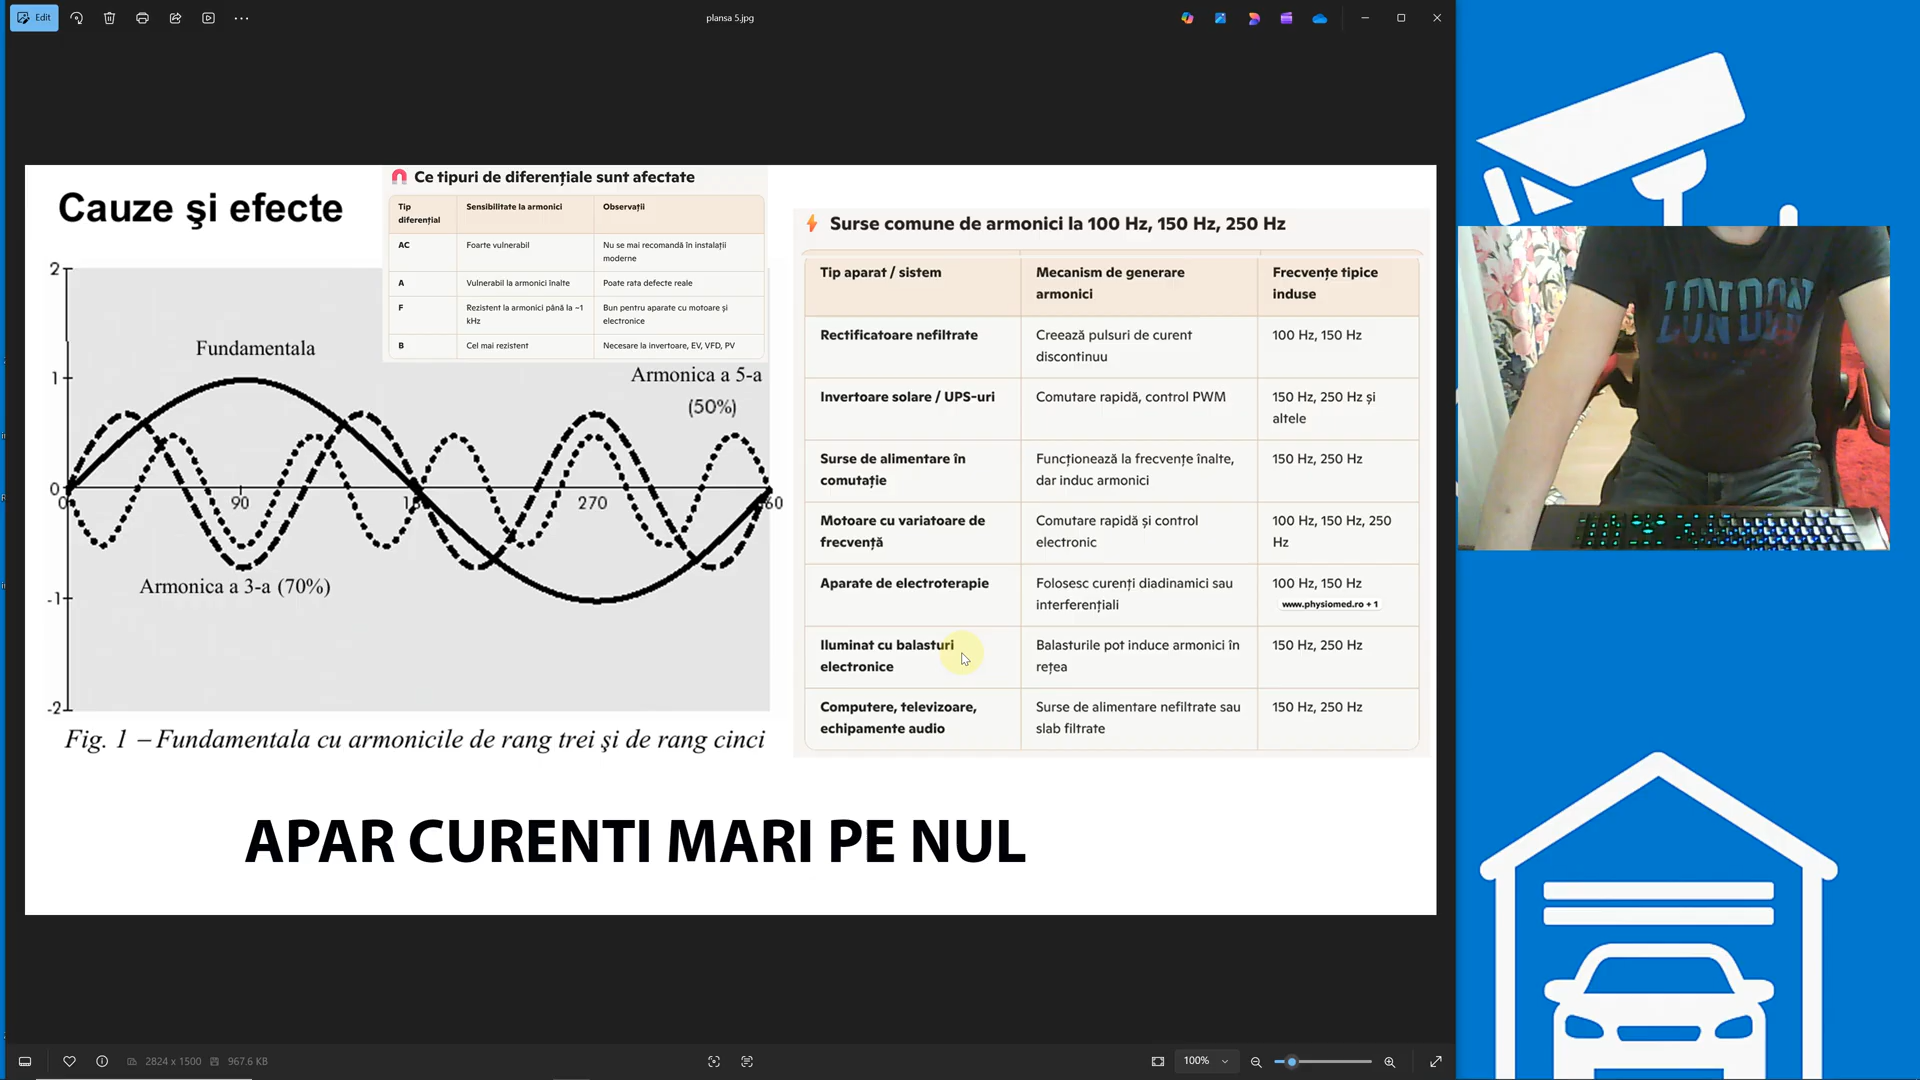 Edit
plansa 5.jpg
Cauze şi efecte
Ce tipuri de diferențiale sunt afectate
Tip diferențial
Sensibilitate la armonici
Observații
AC
Foarte vulnerabil
Nu se mai recomandă în instalații moderne
A
Vulnerabil la armonici înalte
Poate rata defecte reale
F
Rezistent la armonici până la ~1 kHz
Bun pentru aparate cu motoare și electronice
B
Cel mai rezistent
Necesare la invertoare, EV, VFD, PV
2
1
0
-1
-2
0
90
270
Fundamentala
Armonica a 5-a
(50%)
Armonica a 3-a (70%)
Fig. 1 – Fundamentala cu armonicile de rang trei şi de rang cinci
Surse comune de armonici la 100 Hz, 150 Hz, 250 Hz
Tip aparat / sistem
Mecanism de generare armonici
Frecvențe tipice induse
Rectificatoare nefiltrate
Creează pulsuri de curent discontinuu
100 Hz, 150 Hz
Invertoare solare / UPS-uri
Comutare rapidă, control PWM
150 Hz, 250 Hz și altele
Surse de alimentare în comutație
Funcționează la frecvențe înalte, dar induc armonici
150 Hz, 250 Hz
Motoare cu variatoare de frecvență
Comutare rapidă și control electronic
100 Hz, 150 Hz, 250 Hz
Aparate de electroterapie
Folosesc curenți diadinamici sau interferențiali
100 Hz, 150 Hz
www.physiomed.ro + 1
Iluminat cu balasturi electronice
Balasturile pot induce armonici în rețea
150 Hz, 250 Hz
Computere, televizoare, echipamente audio
Surse de alimentare nefiltrate sau slab filtrate
150 Hz, 250 Hz
APAR CURENTI MARI PE NUL
LONDON
2824 x 1500
967.6 KB
100%